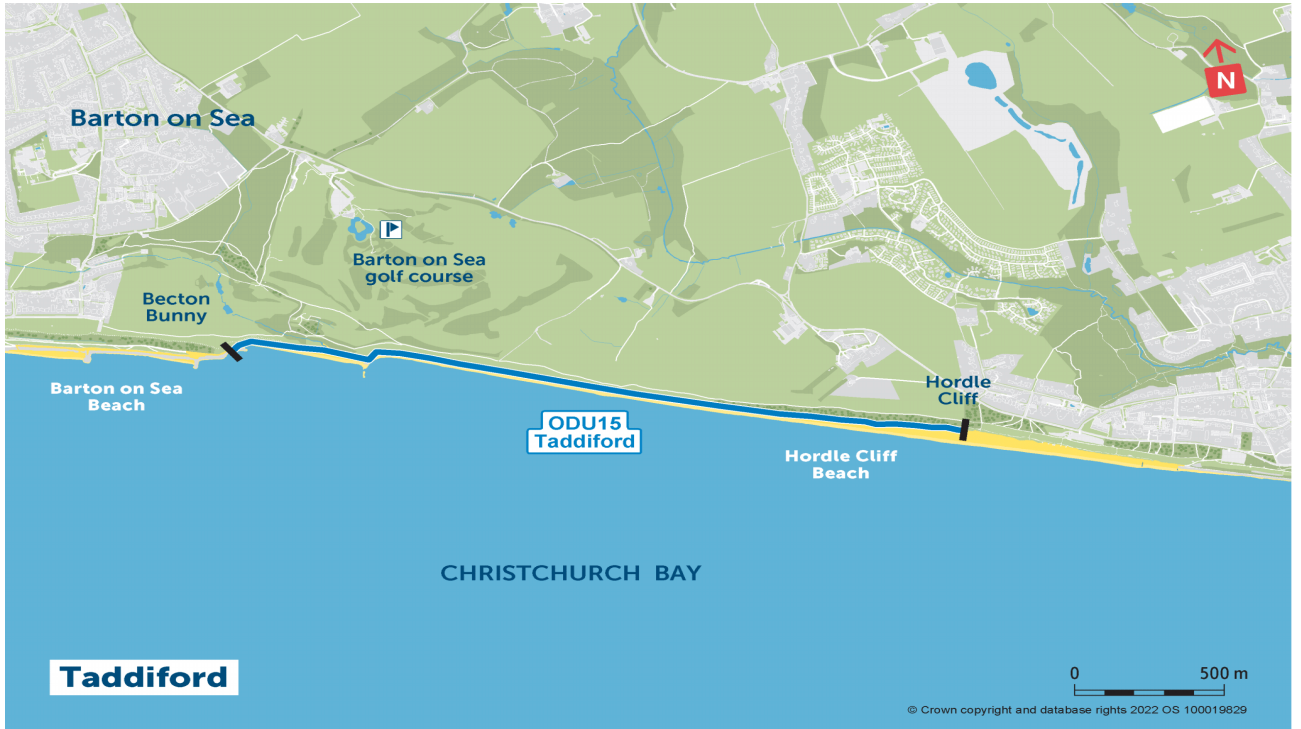 N
Barton on Sea
Barton on Sea
golf course
Becton
Bunny
Barton on Sea
Beach
Hordle
Cliff
ODU15
Taddiford
Hordle Cliff
Beach
CHRISTCHURCH BAY
Taddiford
0 500 m
© Crown copyright and database rights 2022 OS 100019829